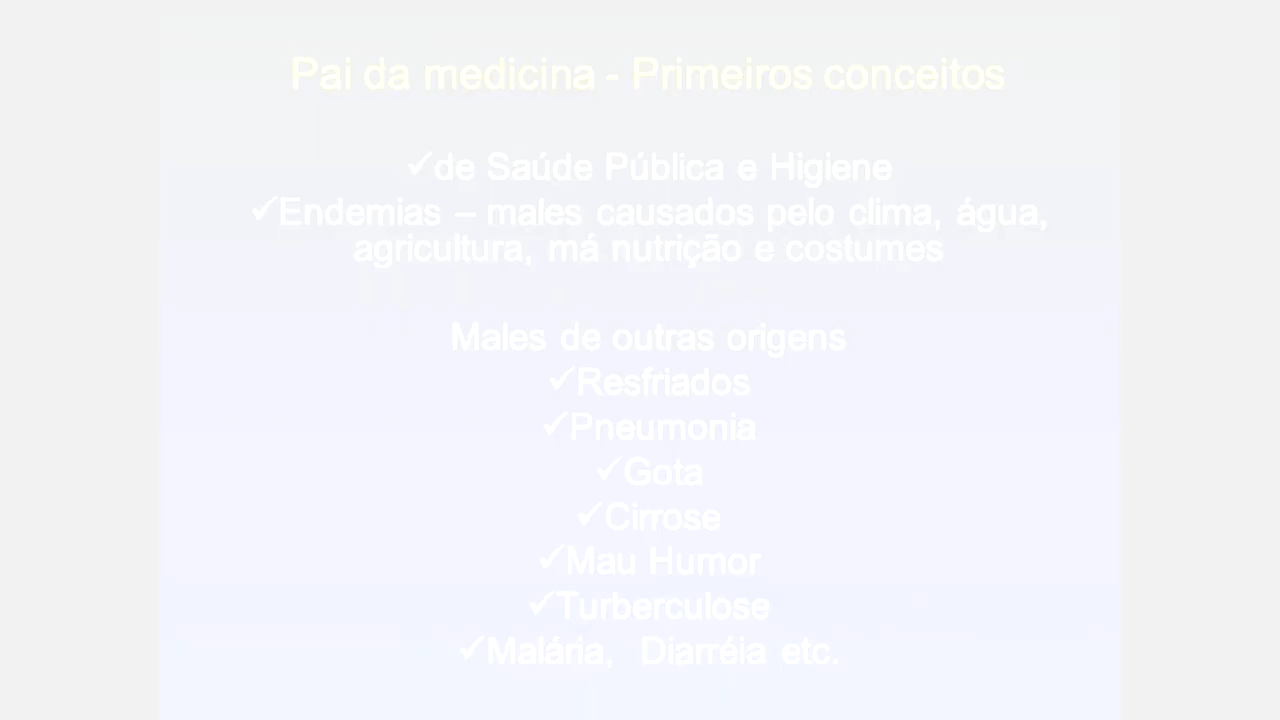 Pai da medicina - Primeiros conceitos
✓de Saúde Pública e Higiene
✓Endemias – males causados pelo clima, água,
agricultura, má nutrição e costumes
Males de outras origens
✓Resfriados
✓Pneumonia
✓Gota
✓Cirrose
✓Mau Humor
✓Turberculose
✓Malária, Diarréia etc.